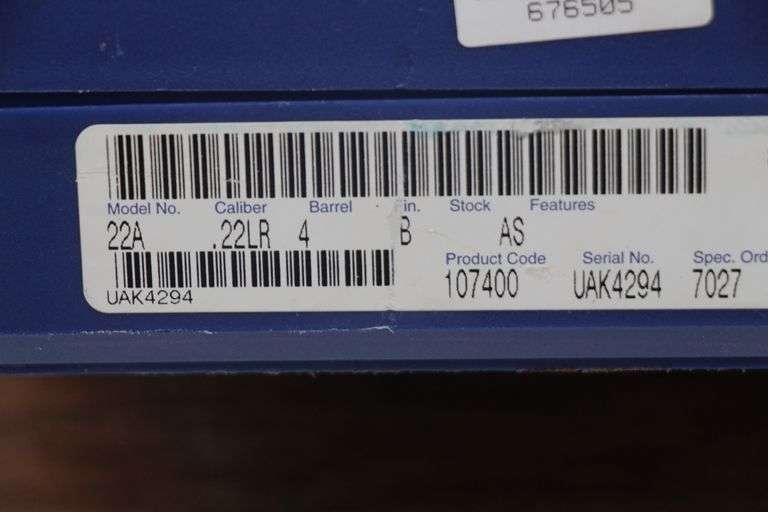 676505
Model No. Caliber Barrel Fin. Stock Features
22A .22LR 4 B AS
Product Code Serial No. Spec. Ord
UAK4294 107400 UAK4294 7027